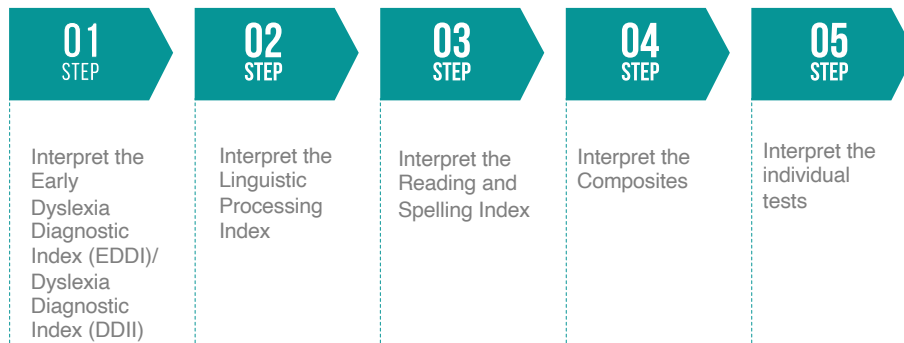 01
STEP
Interpret the
Early
Dyslexia
Diagnostic
Index (EDDI)/
Dyslexia
Diagnostic
Index (DDII)
02
STEP
Interpret the
Linguistic
Processing
Index
03
STEP
Interpret the
Reading and
Spelling Index
04
STEP
Interpret the
Composites
05
STEP
Interpret the
individual
tests